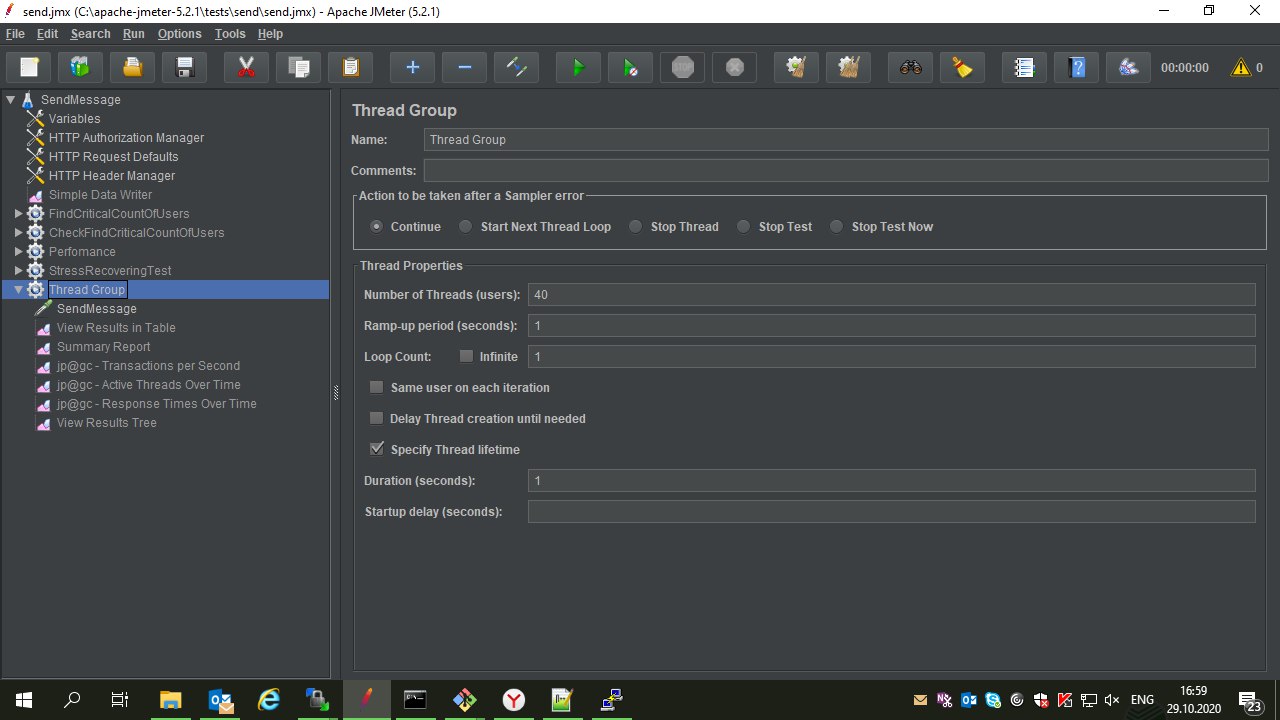 send.jmx (C:\apache-jmeter-5.2.1\tests\send\send.jmx) - Apache JMeter (5.2.1)
File Edit Search Run Options Tools Help
STOP 00:00:00 0
SendMessage
Variables
HTTP Authorization Manager
HTTP Request Defaults
HTTP Header Manager
Simple Data Writer
FindCriticalCountOfUsers
CheckFindCriticalCountOfUsers
Perfomance
StressRecoveringTest
Thread Group
SendMessage
View Results in Table
Summary Report
jp@gc - Transactions per Second
jp@gc - Active Threads Over Time
jp@gc - Response Times Over Time
View Results Tree
Thread Group
Name: Thread Group
Comments:
Action to be taken after a Sampler error
Continue Start Next Thread Loop Stop Thread Stop Test Stop Test Now
Thread Properties
Number of Threads (users): 40
Ramp-up period (seconds): 1
Loop Count: Infinite 1
Same user on each iteration
Delay Thread creation until needed
Specify Thread lifetime
Duration (seconds): 1
Startup delay (seconds):
ENG 16:59
29.10.2020 23